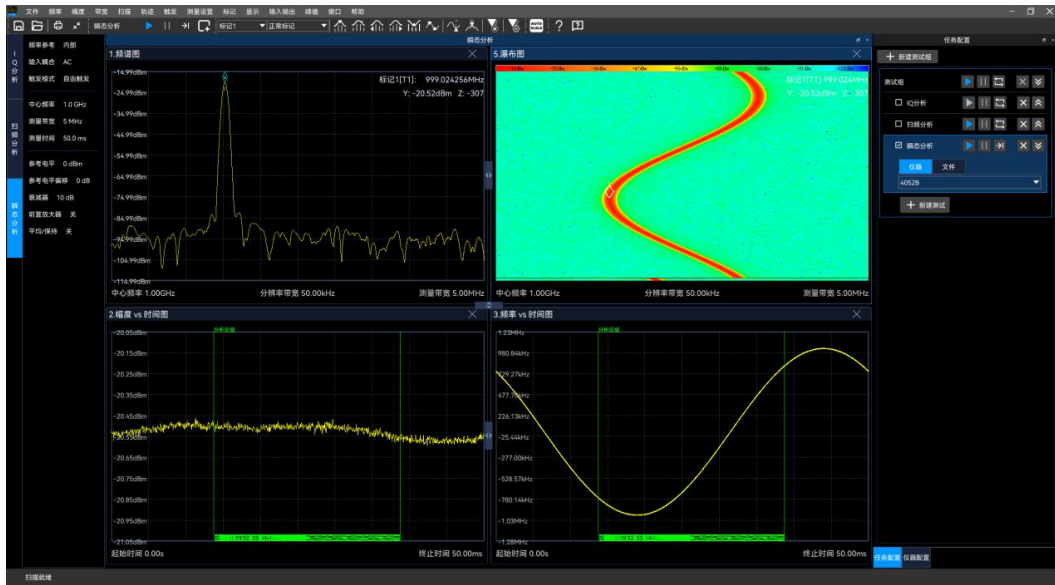 文件 频率 幅度 带宽 扫描 轨迹 触发 测量设置 标记 显示 输入输出 峰值 窗口 帮助
瞬态分析 标记1 正常标记 AUTO SCALE
瞬态分析
任务配置
IQ分析
扫频分析
瞬态分析
频率参考 内部
输入耦合 AC
触发模式 自由触发
中心频率 1.0 GHz
测量带宽 5 MHz
测量时间 50.0 ms
参考电平 0 dBm
参考电平偏移 0 dB
衰减器 10 dB
前置放大器 关
平均/保持 关
1.频谱图
标记1[T1]: 999.024256MHz
Y: -20.52dBm Z: -307
-14.99dBm
-24.99dBm
-34.99dBm
-44.99dBm
-54.99dBm
-64.99dBm
-74.99dBm
-84.99dBm
-94.99dBm
-104.99dBm
-114.99dBm
中心频率 1.00GHz 分辨率带宽 50.00kHz 测量带宽 5.00MHz
5.瀑布图
标记1[T1]:999.024MHz
Y: -20.52dBm Z: -307
中心频率 1.00GHz 分辨率带宽 50.00kHz 测量带宽 5.00MHz
2.幅度 vs 时间图
分析区域
-20.05dBm
-20.15dBm
-20.25dBm
-20.35dBm
-20.45dBm
-20.55dBm
-20.65dBm
-20.75dBm
-20.85dBm
-20.95dBm
-21.05dBm
起始时间 0.00s 终止时间 50.00ms
3.频率 vs 时间图
分析区域
1.23MHz
980.84kHz
729.27kHz
477.70kHz
226.13kHz
-25.44kHz
-277.00kHz
-528.57kHz
-780.14kHz
-1.03MHz
-1.28MHz
起始时间 0.00s 终止时间 50.00ms
新建测试组
测试组
IQ分析
扫频分析
瞬态分析
仪器 文件
4052B
新建测试
任务配置 仪器配置
扫描就绪